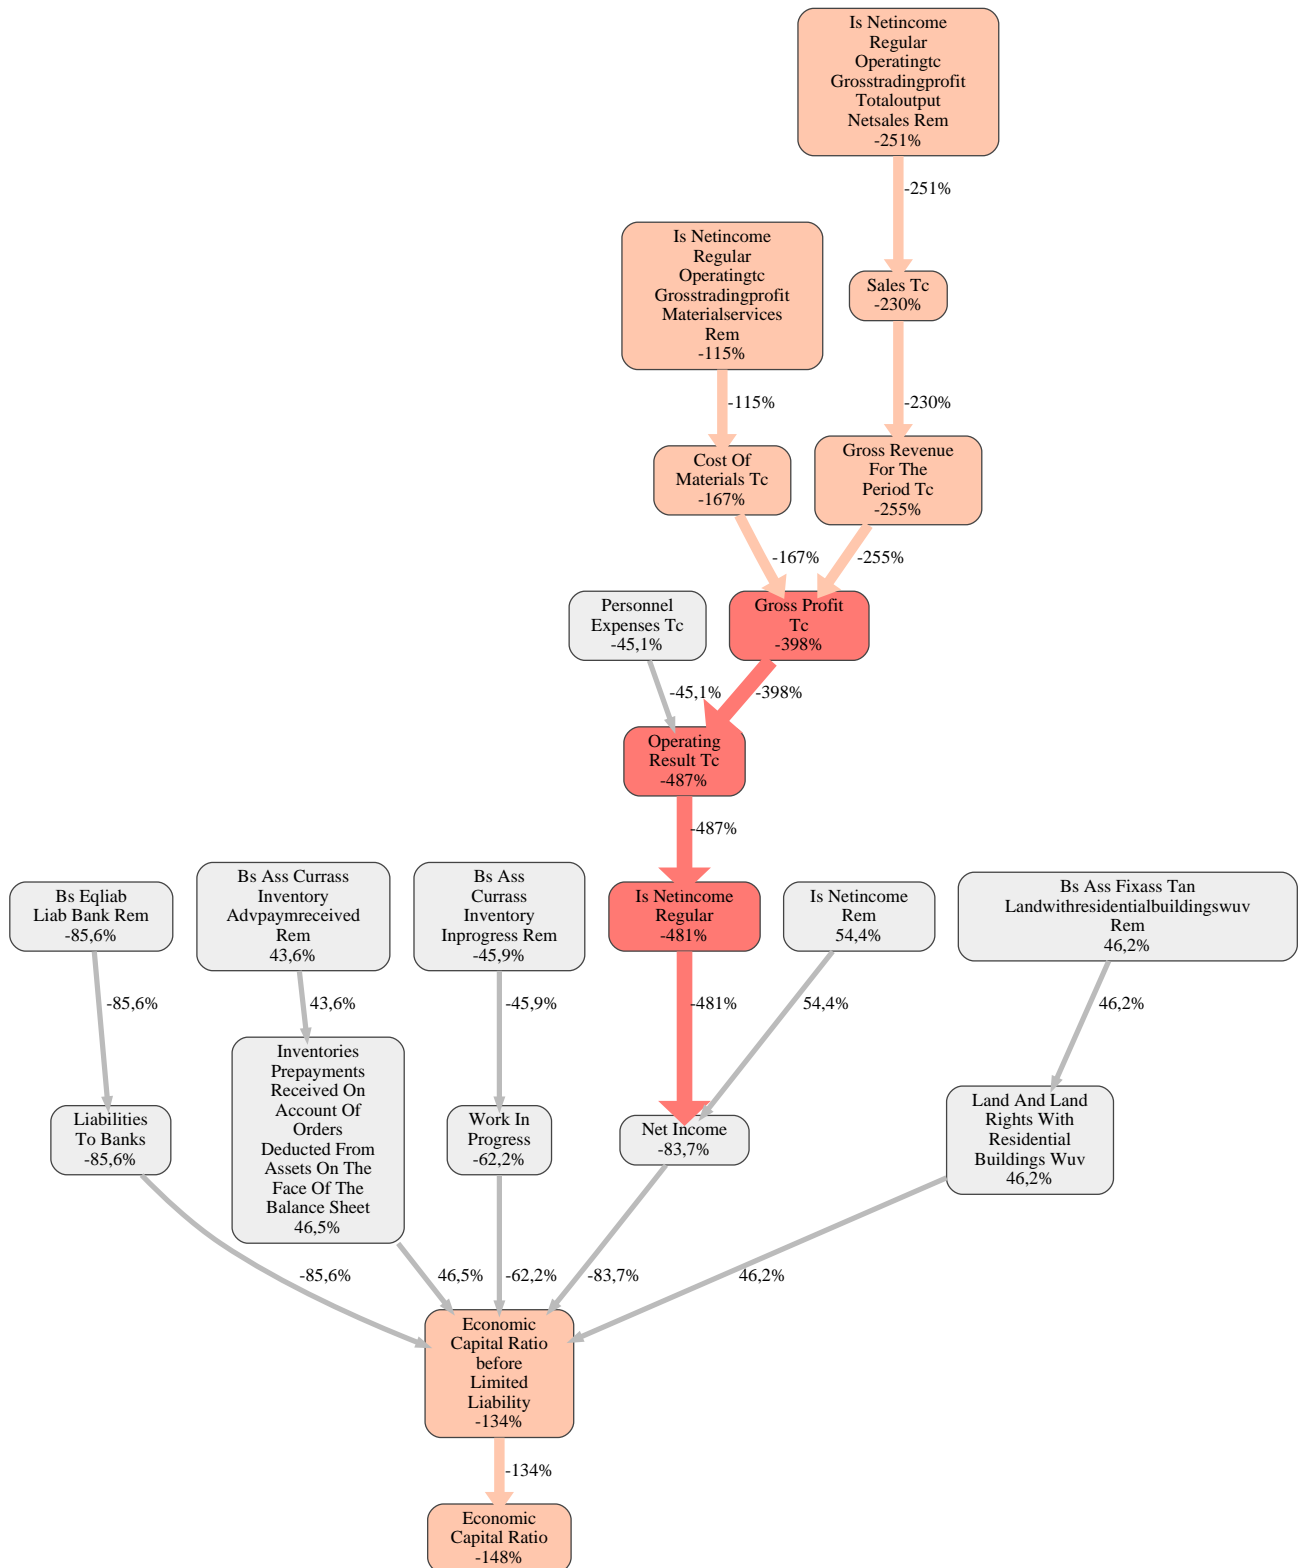 Is Netincome
Regular
Operatingtc
Grosstradingprofit
Totaloutput
Netsales Rem
-251%
-251%
Is Netincome
Regular
Operatingtc
Grosstradingprofit
Materialservices
Rem
-115%
Sales Tc
-230%
-115%
-230%
Cost Of
Materials Tc
-167%
Gross Revenue
For The
Period Tc
-255%
-167%
-255%
Personnel
Expenses Tc
-45,1%
Gross Profit
Tc
-398%
-45,1%
-398%
Operating
Result Tc
-487%
-487%
Bs Eqliab
Liab Bank Rem
-85,6%
Bs Ass Currass
Inventory
Advpaymreceived
Rem
43,6%
Bs Ass
Currass
Inventory
Inprogress Rem
-45,9%
Is Netincome
Regular
-481%
Is Netincome
Rem
54,4%
Bs Ass Fixass Tan
Landwithresidentialbuildingswuv
Rem
46,2%
-85,6%
43,6%
-45,9%
-481%
54,4%
46,2%
Liabilities
To Banks
-85,6%
Inventories
Prepayments
Received On
Account Of
Orders
Deducted From
Assets On The
Face Of The
Balance Sheet
46,5%
Work In
Progress
-62,2%
Net Income
-83,7%
Land And Land
Rights With
Residential
Buildings Wuv
46,2%
-85,6%
46,5%
-62,2%
-83,7%
46,2%
Economic
Capital Ratio
before
Limited
Liability
-134%
-134%
Economic
Capital Ratio
-148%